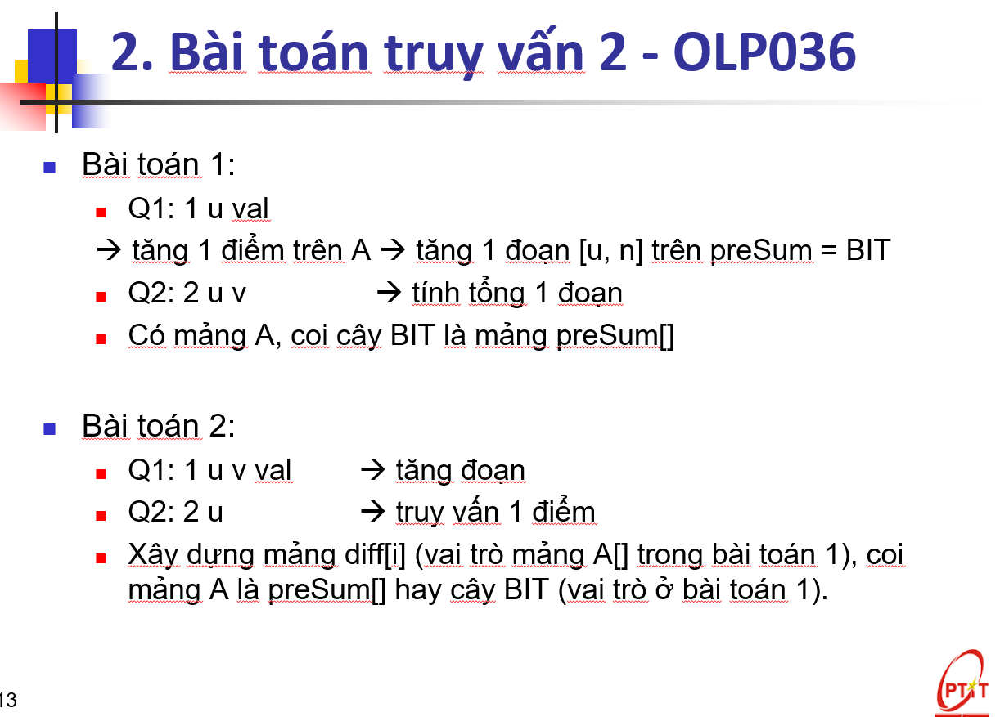 2. Bài toán truy vấn 2 - OLP036
Bài toán 1:
Q1: 1 u val
→ tăng 1 điểm trên A → tăng 1 đoạn [u, n] trên preSum = BIT
Q2: 2 u v → tính tổng 1 đoạn
Có mảng A, coi cây BIT là mảng preSum[]
Bài toán 2:
Q1: 1 u v val → tăng đoạn
Q2: 2 u → truy vấn 1 điểm
Xây dựng mảng diff[i] (vai trò mảng A[] trong bài toán 1), coi
mảng A là preSum[] hay cây BIT (vai trò ở bài toán 1).
13
PTIT